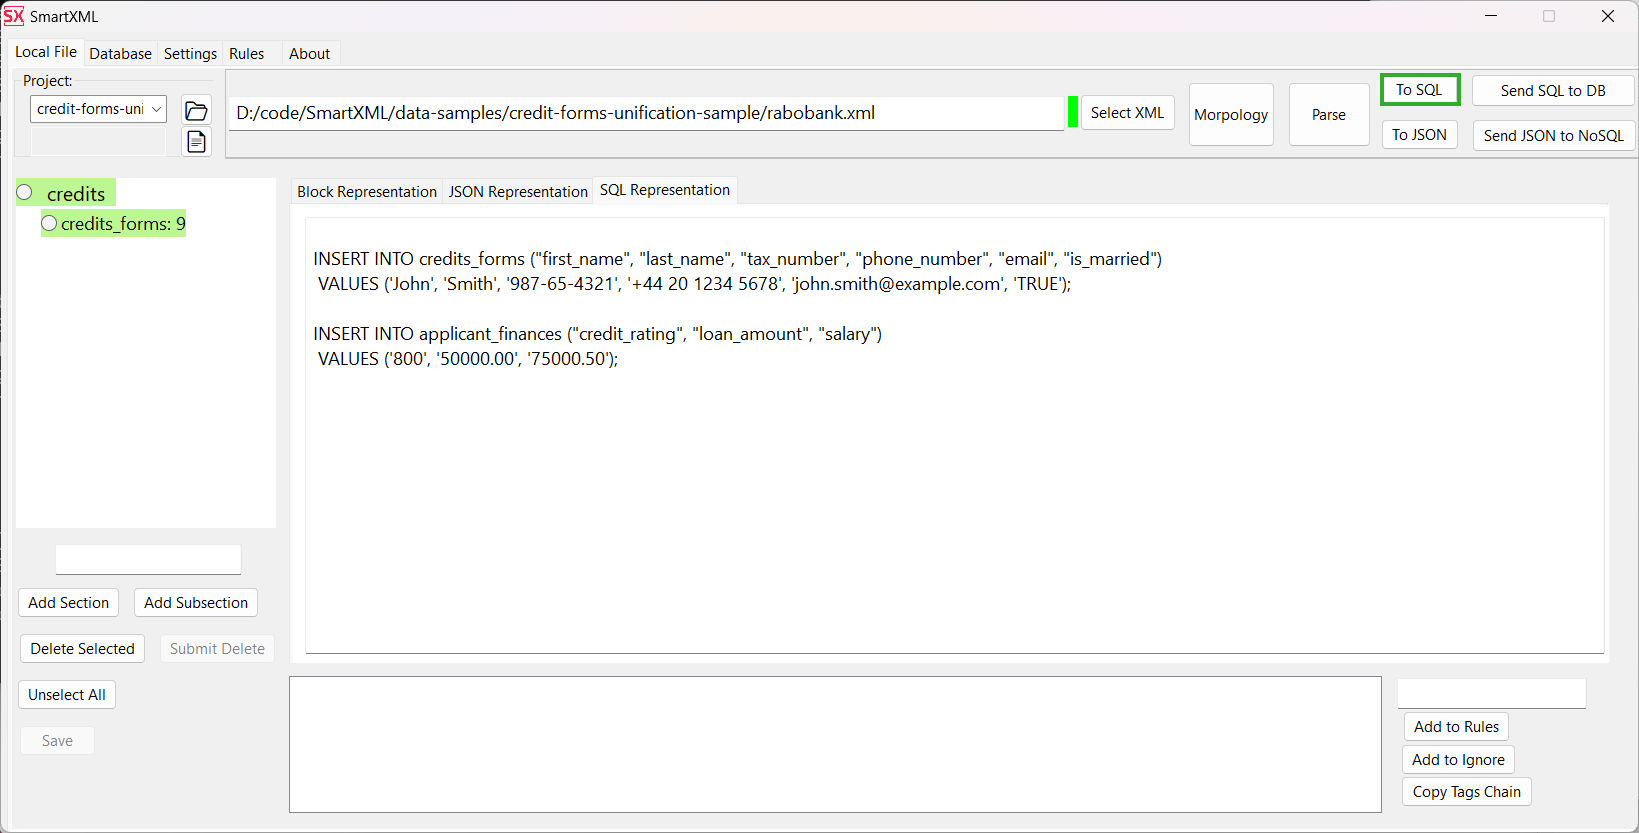 SX SmartXML
Local File Database Settings Rules About
Project:
credit-forms-uni
D:/code/SmartXML/data-samples/credit-forms-unification-sample/rabobank.xml
Select XML
Morpology
Parse
To SQL
Send SQL to DB
To JSON
Send JSON to NoSQL
credits
credits_forms: 9
Block Representation JSON Representation SQL Representation
INSERT INTO credits_forms ("first_name", "last_name", "tax_number", "phone_number", "email", "is_married")
VALUES ('John', 'Smith', '987-65-4321', '+44 20 1234 5678', 'john.smith@example.com', 'TRUE');
INSERT INTO applicant_finances ("credit_rating", "loan_amount", "salary")
VALUES ('800', '50000.00', '75000.50');
Add Section Add Subsection
Delete Selected Submit Delete
Unselect All
Save
Add to Rules
Add to Ignore
Copy Tags Chain